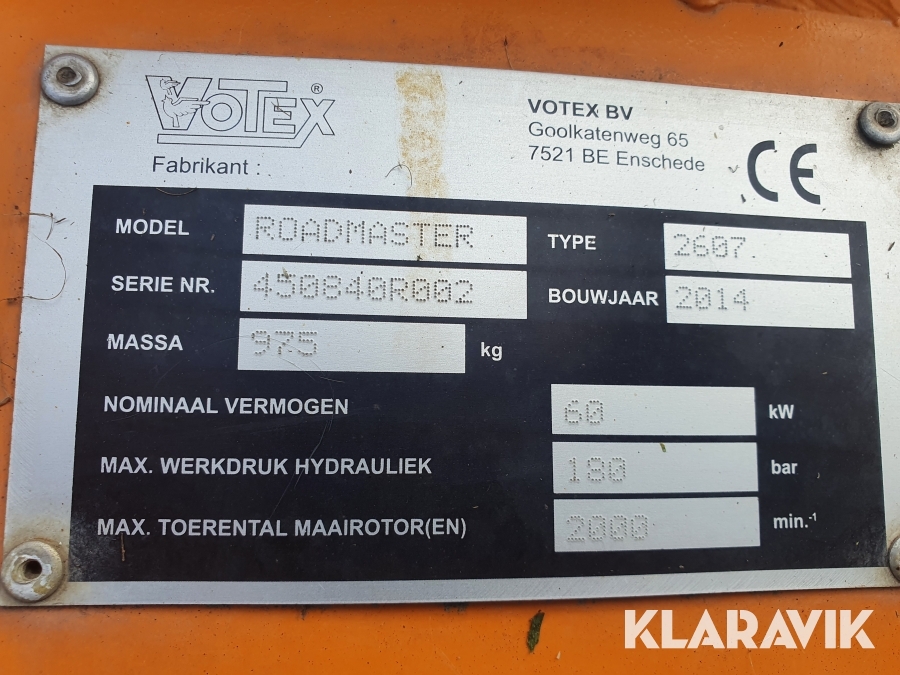 VOTEX®
Fabrikant :
VOTEX BV
Goolkatenweg 65
7521 BE Enschede
CE
MODEL ROADMASTER TYPE 2607
SERIE NR. 450840R002 BOUWJAAR 2014
MASSA 975 kg
NOMINAAL VERMOGEN 60 kW
MAX. WERKDRUK HYDRAULIEK 180 bar
MAX. TOERENTAL MAAIROTOR(EN) 2000 min.-1
KLARAVIK